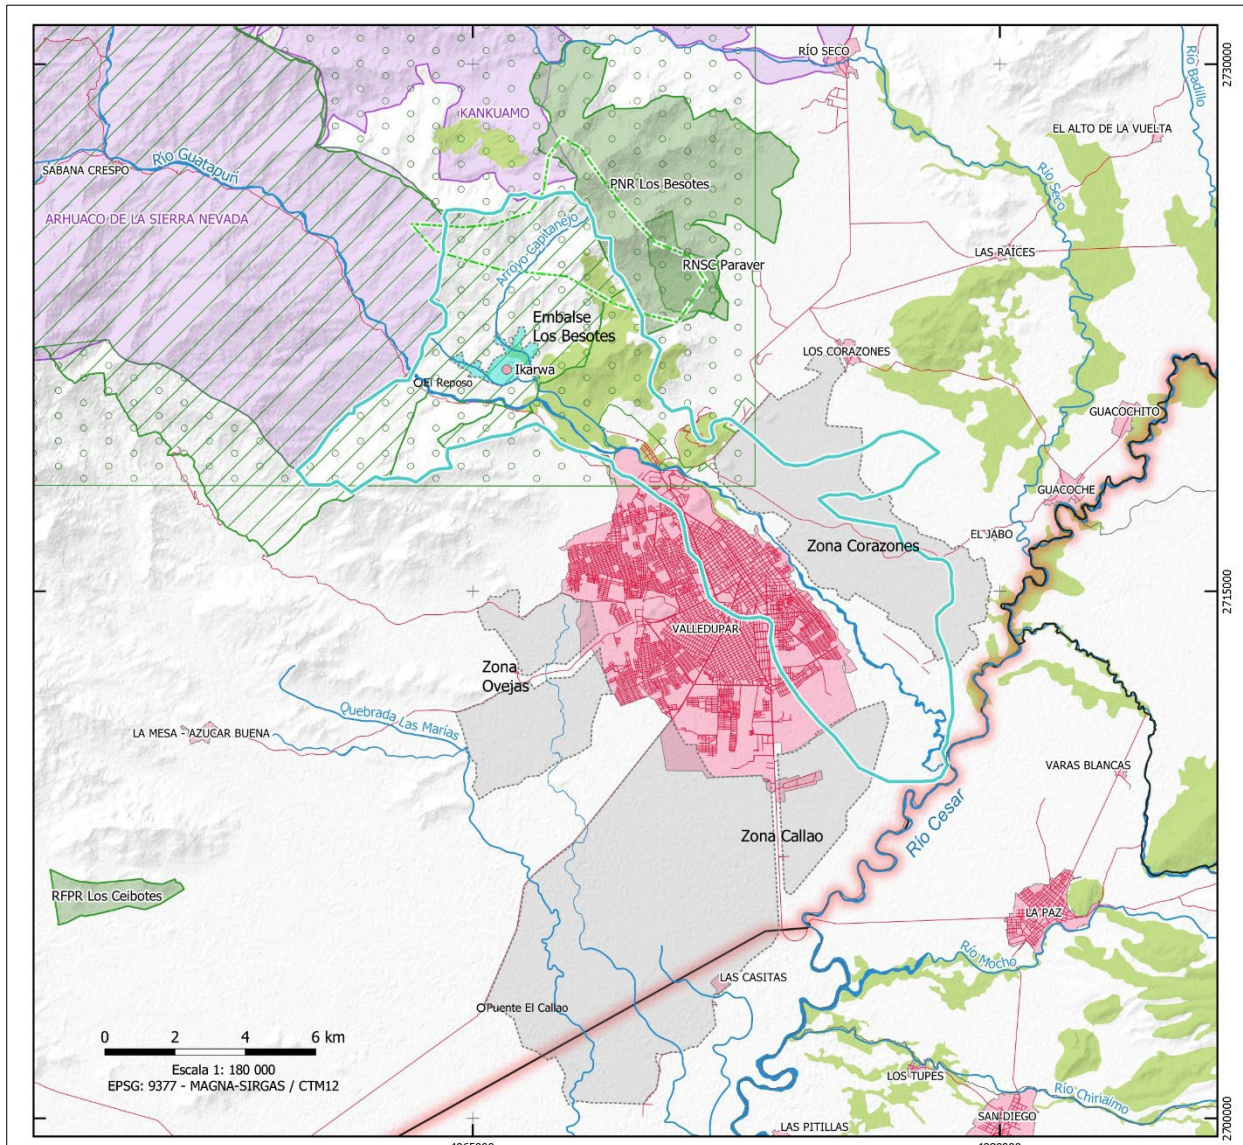 RÍO SECO
2730000
Río Badillo
KANKUAMO
EL ALTO DE LA VUELTA
Río Guatapurí
SABANA CRESPO
PNR Los Besotes
Río Seco
ARHUACO DE LA SIERRA NEVADA
Arroyo Capitanejo
LAS RAÍCES
RNSC Paraver
Embalse
Los Besotes
LOS CORAZONES
Ikarwa
El Reposo
GUACOCHITO
GUACOCHE
EL JABO
Zona Corazones
2715000
VALLEDUPAR
Zona
Ovejas
Quebrada Las Marías
LA MESA - AZUCAR BUENA
VARAS BLANCAS
Río Cesar
Zona Callao
RFPR Los Ceibotes
LA PAZ
Río Mocho
LAS CASITAS
Puente El Callao
0 2 4 6 km
Escala 1: 180 000
EPSG: 9377 - MAGNA-SIRGAS / CTM12
LOS TUPES
Río Chiriaimo
SAN DIEGO
LAS PITILLAS
2700000